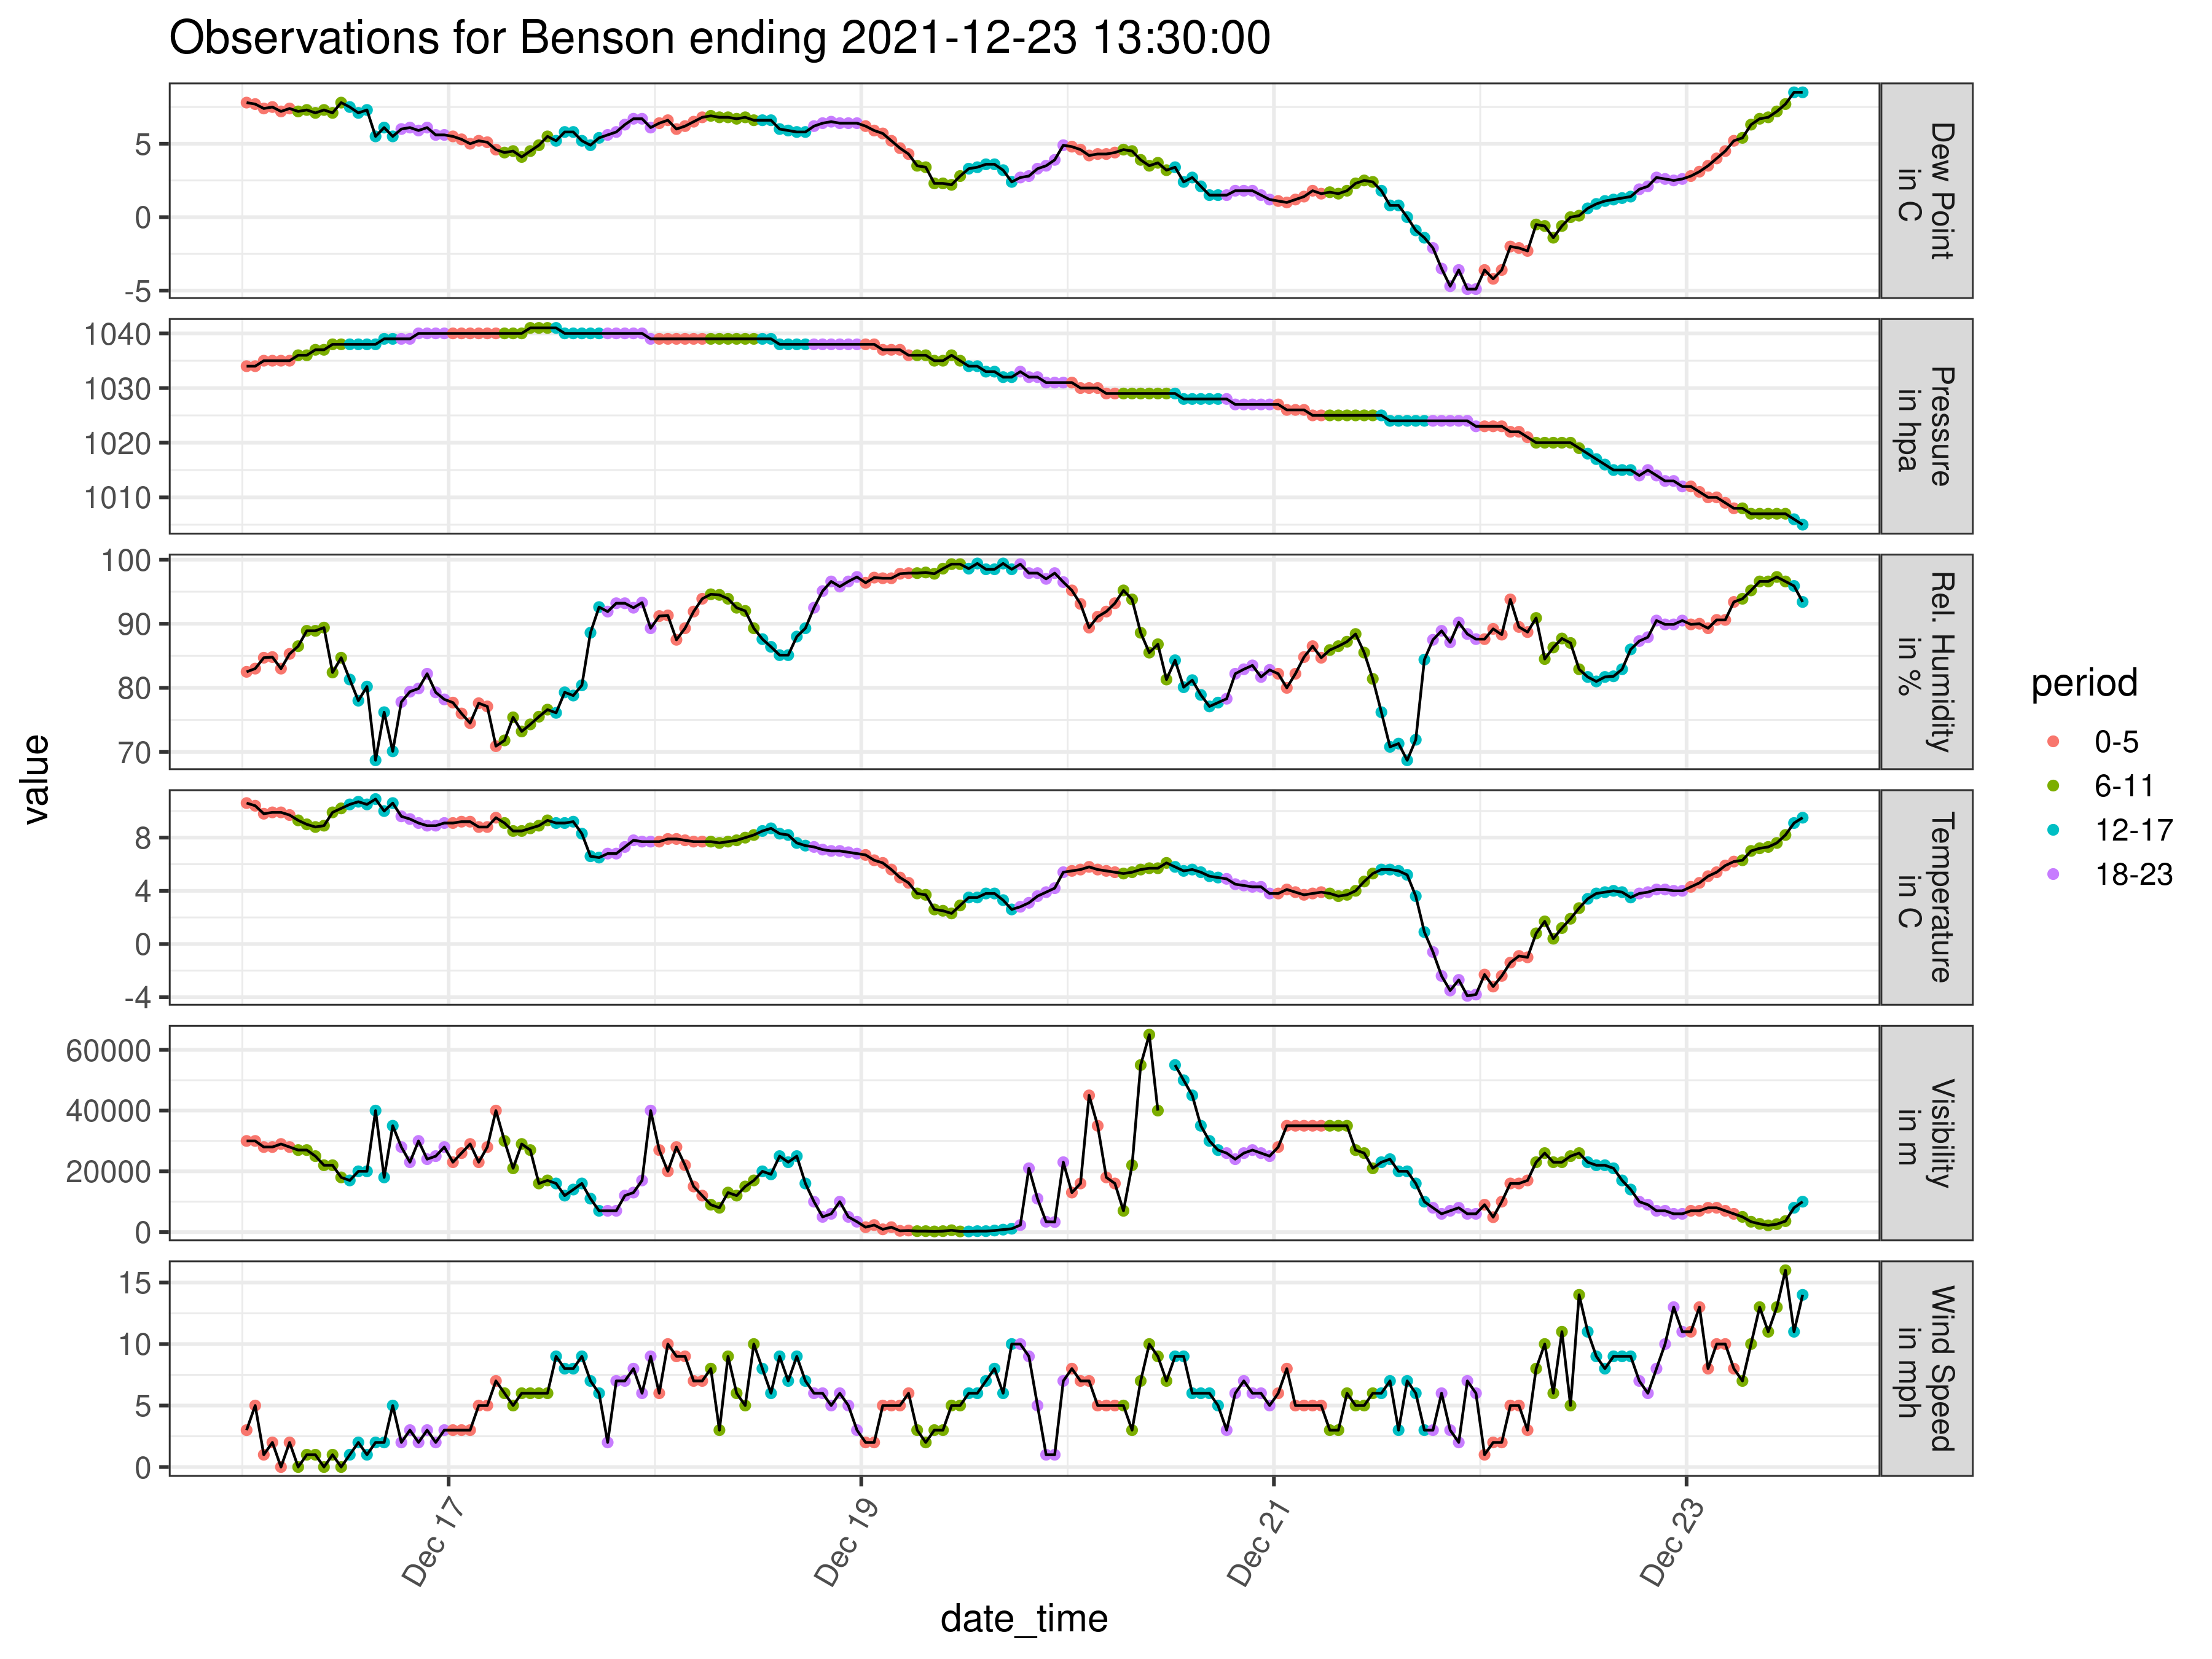 Observations for Benson ending 2021-12-23 13:30:00
5
0
-5
Dew Point
in C
1040
1030
1020
1010
Pressure
in hpa
100
90
80
70
Rel. Humidity
in %
8
4
0
-4
Temperature
in C
60000
40000
20000
0
Visibility
in m
15
10
5
0
Wind Speed
in mph
value
Dec 17
Dec 19
Dec 21
Dec 23
date_time
period
0-5
6-11
12-17
18-23